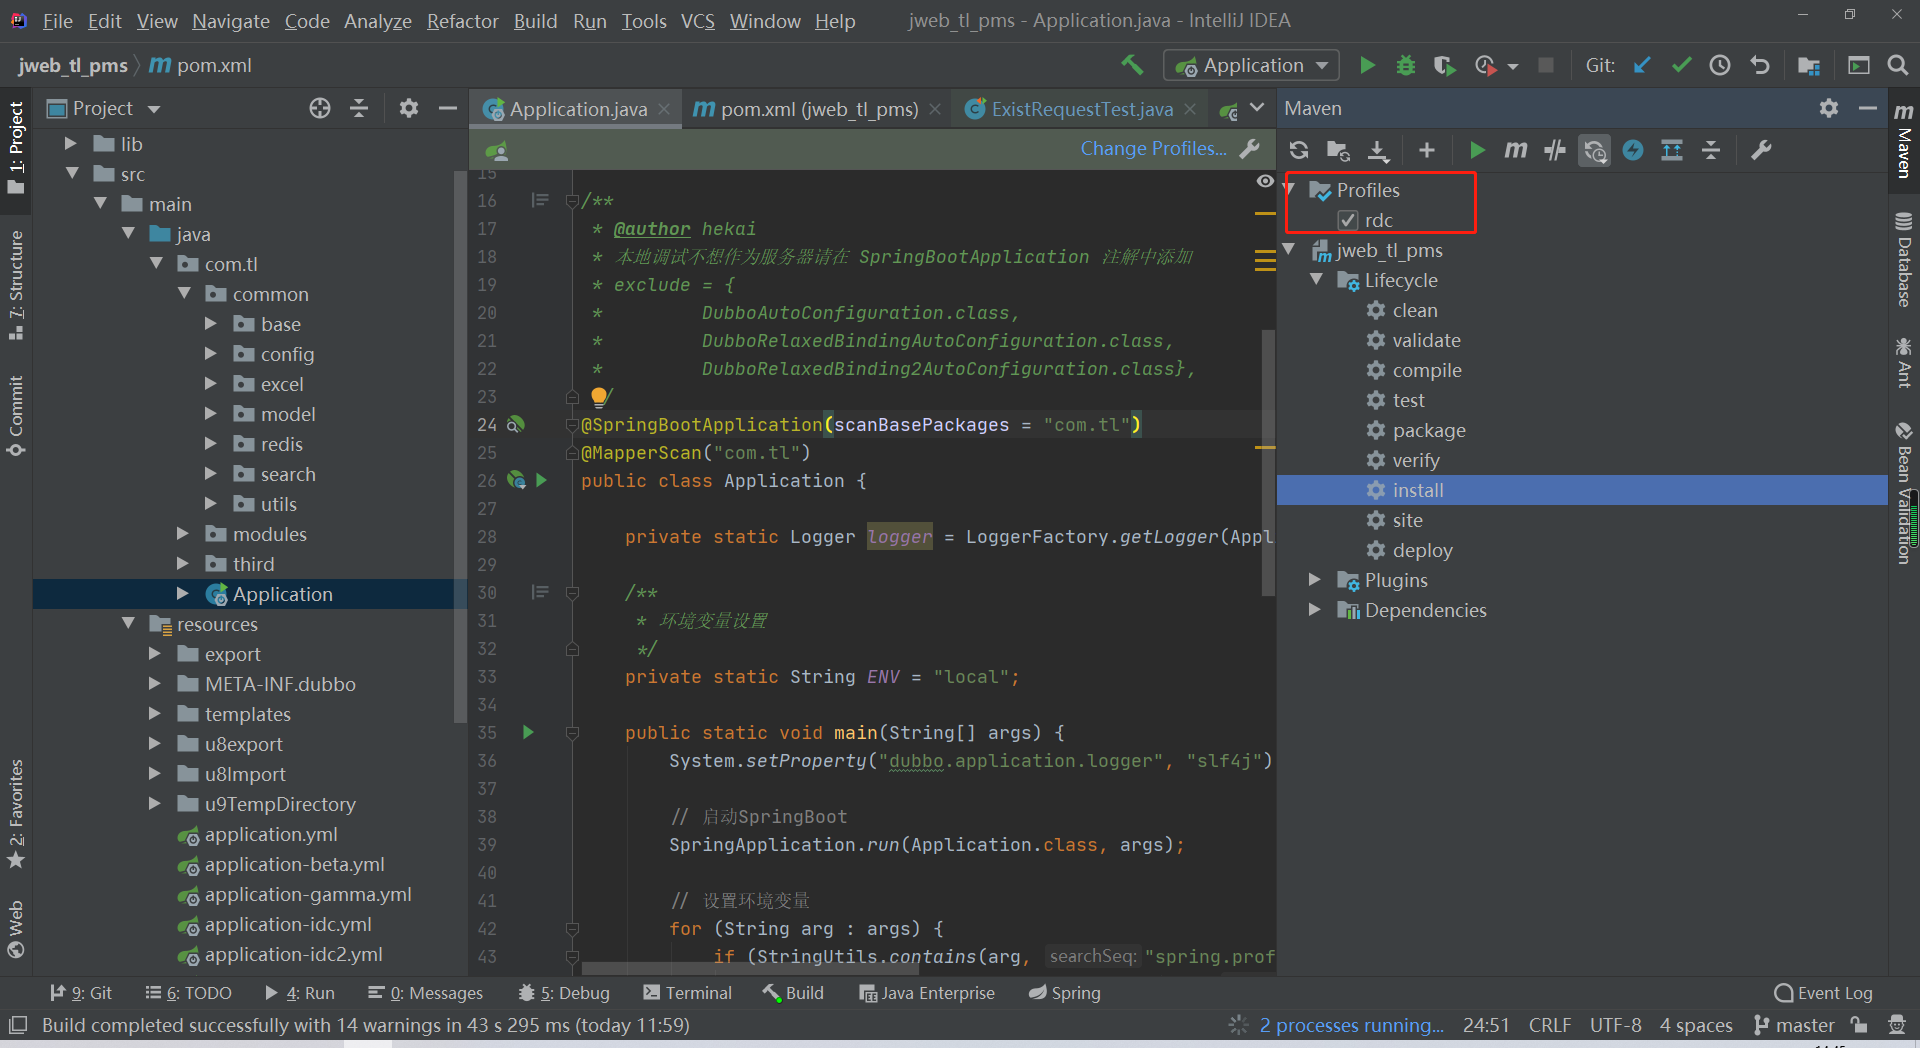 File Edit View Navigate Code Analyze Refactor Build Run Tools VCS Window Help jweb_tl_pms - Application.java - IntelliJ IDEA
jweb_tl_pms pom.xml Application Git:
Project Application.java pom.xml (jweb_tl_pms) ExistRequestTest.java Maven
Change Profiles...
1: Project
7: Structure
Commit
2: Favorites
Web
lib
src
main
java
com.tl
common
base
config
excel
model
redis
search
utils
modules
third
Application
resources
export
META-INF.dubbo
templates
u8export
u8Import
u9TempDirectory
application.yml
application-beta.yml
application-gamma.yml
application-idc.yml
application-idc2.yml
15
16 /**
17 * @author hekai
18 * 本地调试不想作为服务器请在 SpringBootApplication 注解中添加
19 * exclude = {
20 * DubboAutoConfiguration.class,
21 * DubboRelaxedBindingAutoConfiguration.class,
22 * DubboRelaxedBinding2AutoConfiguration.class},
23 /
24 @SpringBootApplication(scanBasePackages = "com.tl")
25 @MapperScan("com.tl")
26 public class Application {
27
28 private static Logger logger = LoggerFactory.getLogger(Appl
29
30 /**
31 * 环境变量设置
32 */
33 private static String ENV = "local";
34
35 public static void main(String[] args) {
36 System.setProperty("dubbo.application.logger", "slf4j")
37
38 // 启动SpringBoot
39 SpringApplication.run(Application.class, args);
40
41 // 设置环境变量
42 for (String arg : args) {
43 if (StringUtils.contains(arg, searchSeq: "spring.prof
Profiles
rdc
jweb_tl_pms
Lifecycle
clean
validate
compile
test
package
verify
install
site
deploy
Plugins
Dependencies
Maven
Database
Ant
Bean Validation
9: Git 6: TODO 4: Run 0: Messages 5: Debug Terminal Build Java Enterprise Spring Event Log
Build completed successfully with 14 warnings in 43 s 295 ms (today 11:59) 2 processes running... 24:51 CRLF UTF-8 4 spaces master